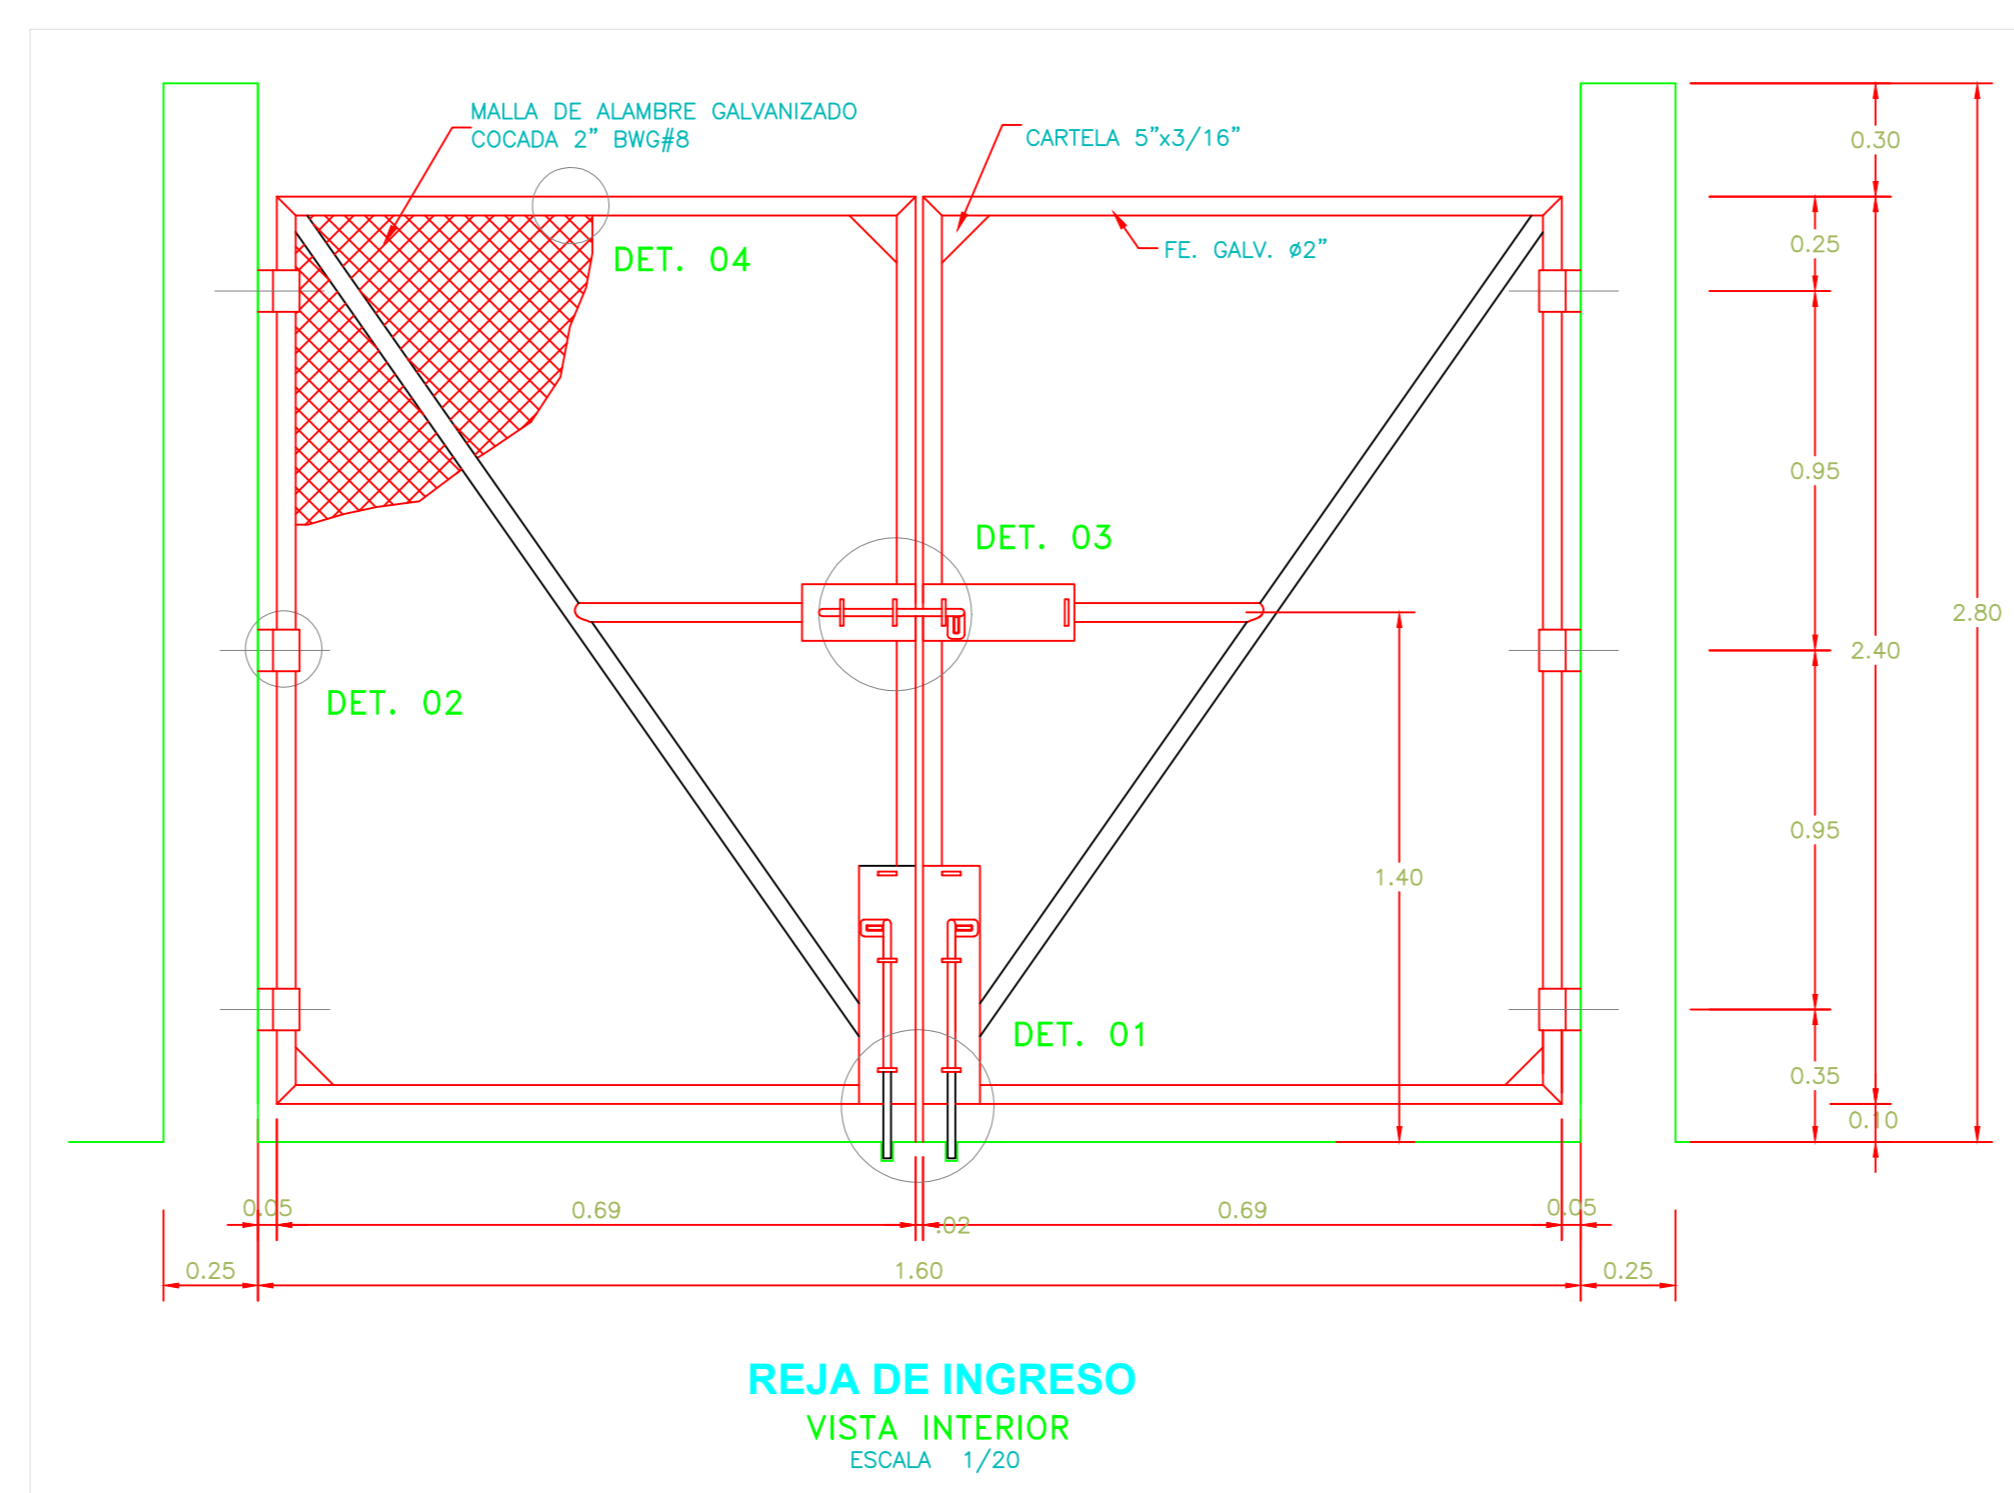 MALLA DE ALAMBRE GALVANIZADO
COCADA 2" BWG#8
CARTELA 5"x3/16"
0.30
FE. GALV. ø2"
0.25
DET. 04
0.95
DET. 03
2.80
2.40
DET. 02
0.95
1.40
DET. 01
0.35
0.10
0.05
0.69
.02
0.69
0.05
0.25
1.60
0.25
REJA DE INGRESO
VISTA INTERIOR
ESCALA 1/20